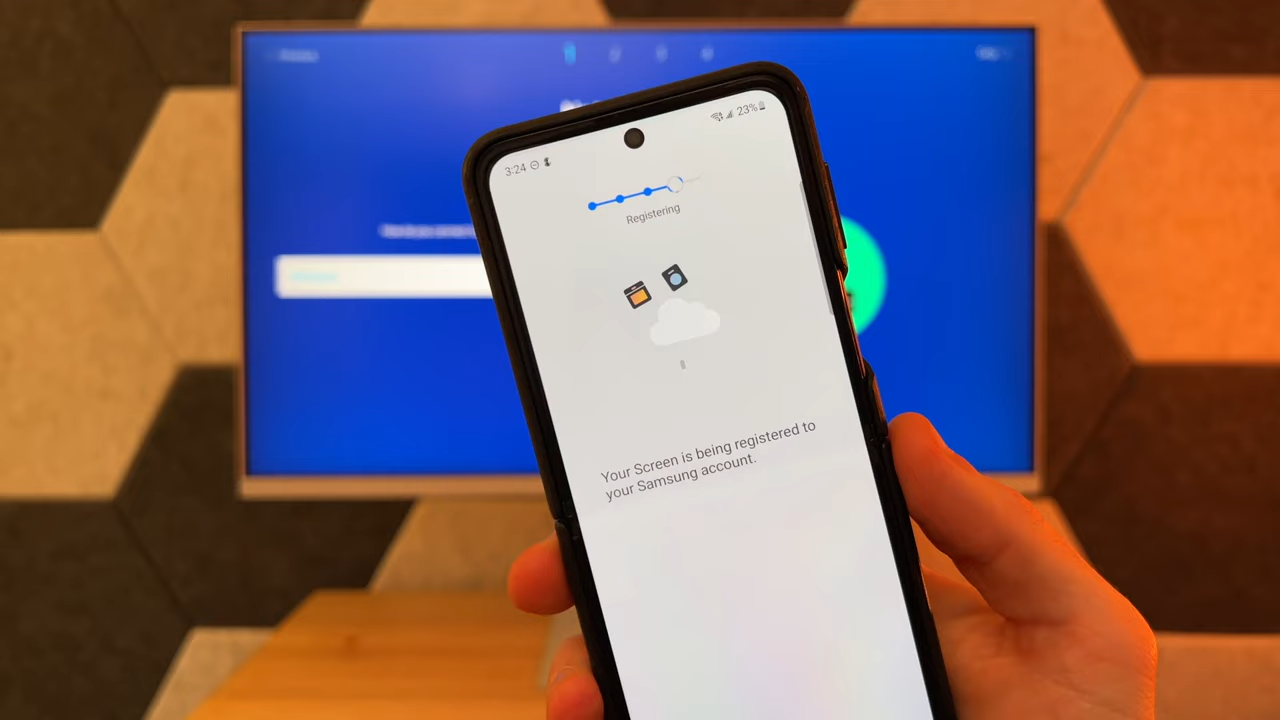 3:24
23%
Registering
Your Screen is being registered to
your Samsung account.